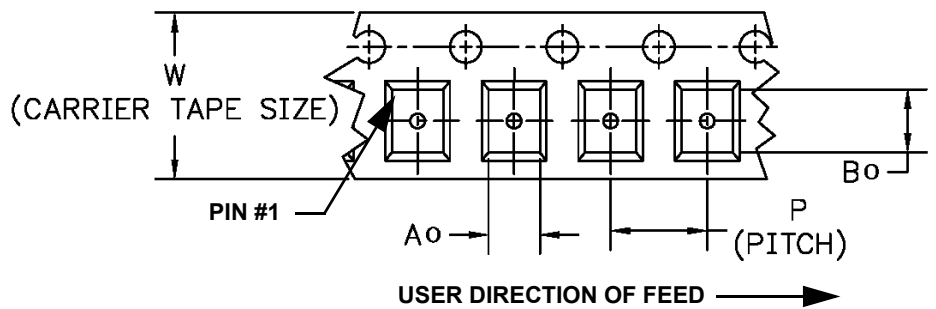 W
(CARRIER TAPE SIZE)
PIN #1
Ao
Bo
P
(PITCH)
USER DIRECTION OF FEED